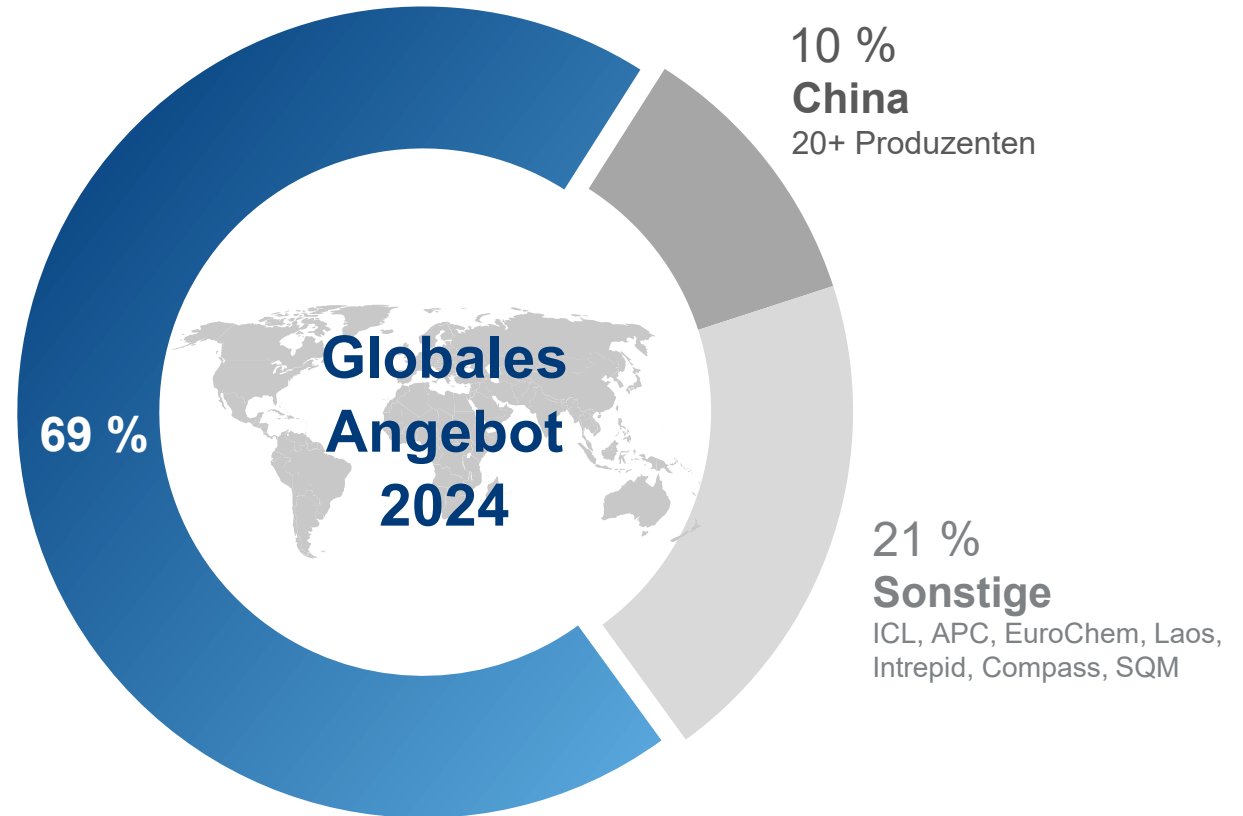 10 %
China
20+ Produzenten
Globales
Angebot
2024
69 %
21 %
Sonstige
ICL, APC, EuroChem, Laos,
Intrepid, Compass, SQM